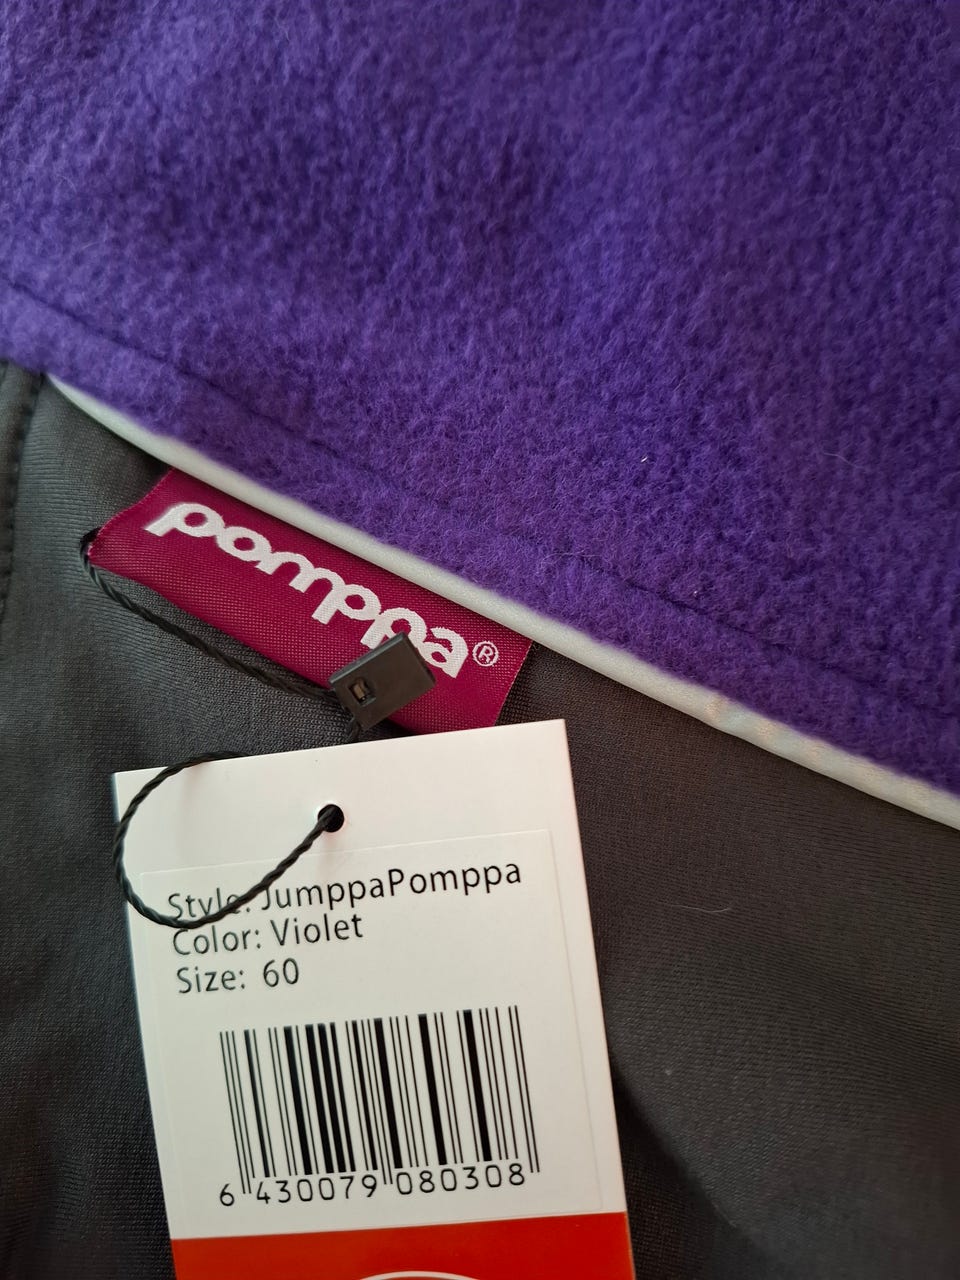 pomppa®
Style: JumppaPomppa
Color: Violet
Size: 60
6 430079 080308